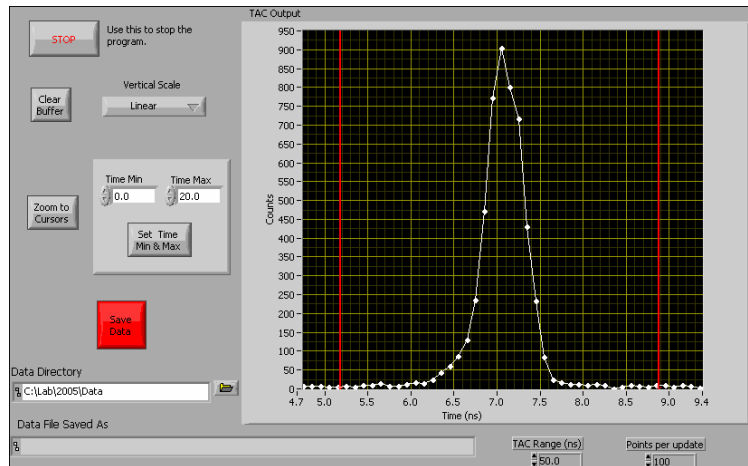 TAC Output
STOP
Use this to stop the
program.
Clear
Buffer
Vertical Scale
Linear
Zoom to
Cursors
Time Min
Time Max
0.0
20.0
Set Time
Min & Max
Save
Data
Data Directory
C:\Lab\2005\Data
Data File Saved As
Counts
950
900
850
800
750
700
650
600
550
500
450
400
350
300
250
200
150
100
50
0
4.7 5.0 5.5 6.0 6.5 7.0 7.5 8.0 8.5 9.0 9.4
Time (ns)
TAC Range (ns)
50.0
Points per update
100